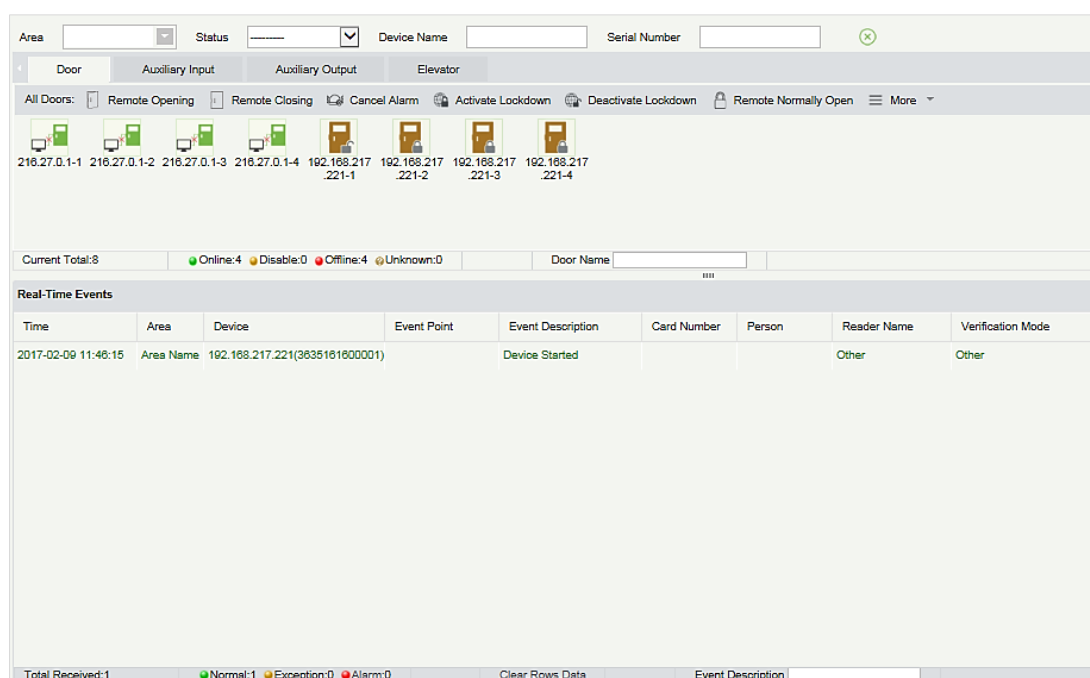 Area Status ---------- Device Name Serial Number
Door Auxiliary Input Auxiliary Output Elevator
All Doors: Remote Opening Remote Closing Cancel Alarm Activate Lockdown Deactivate Lockdown Remote Normally Open More
216.27.0.1-1 216.27.0.1-2 216.27.0.1-3 216.27.0.1-4 192.168.217 192.168.217 192.168.217 192.168.217
.221-1 .221-2 .221-3 .221-4
Current Total:8 Online:4 Disable:0 Offline:4 Unknown:0 Door Name
Real-Time Events
Time Area Device Event Point Event Description Card Number Person Reader Name Verification Mode
2017-02-09 11:46:15 Area Name 192.168.217.221(3635161600001) Device Started Other Other
Total Received:1 Normal:1 Exception:0 Alarm:0 Clear Rows Data Event Description